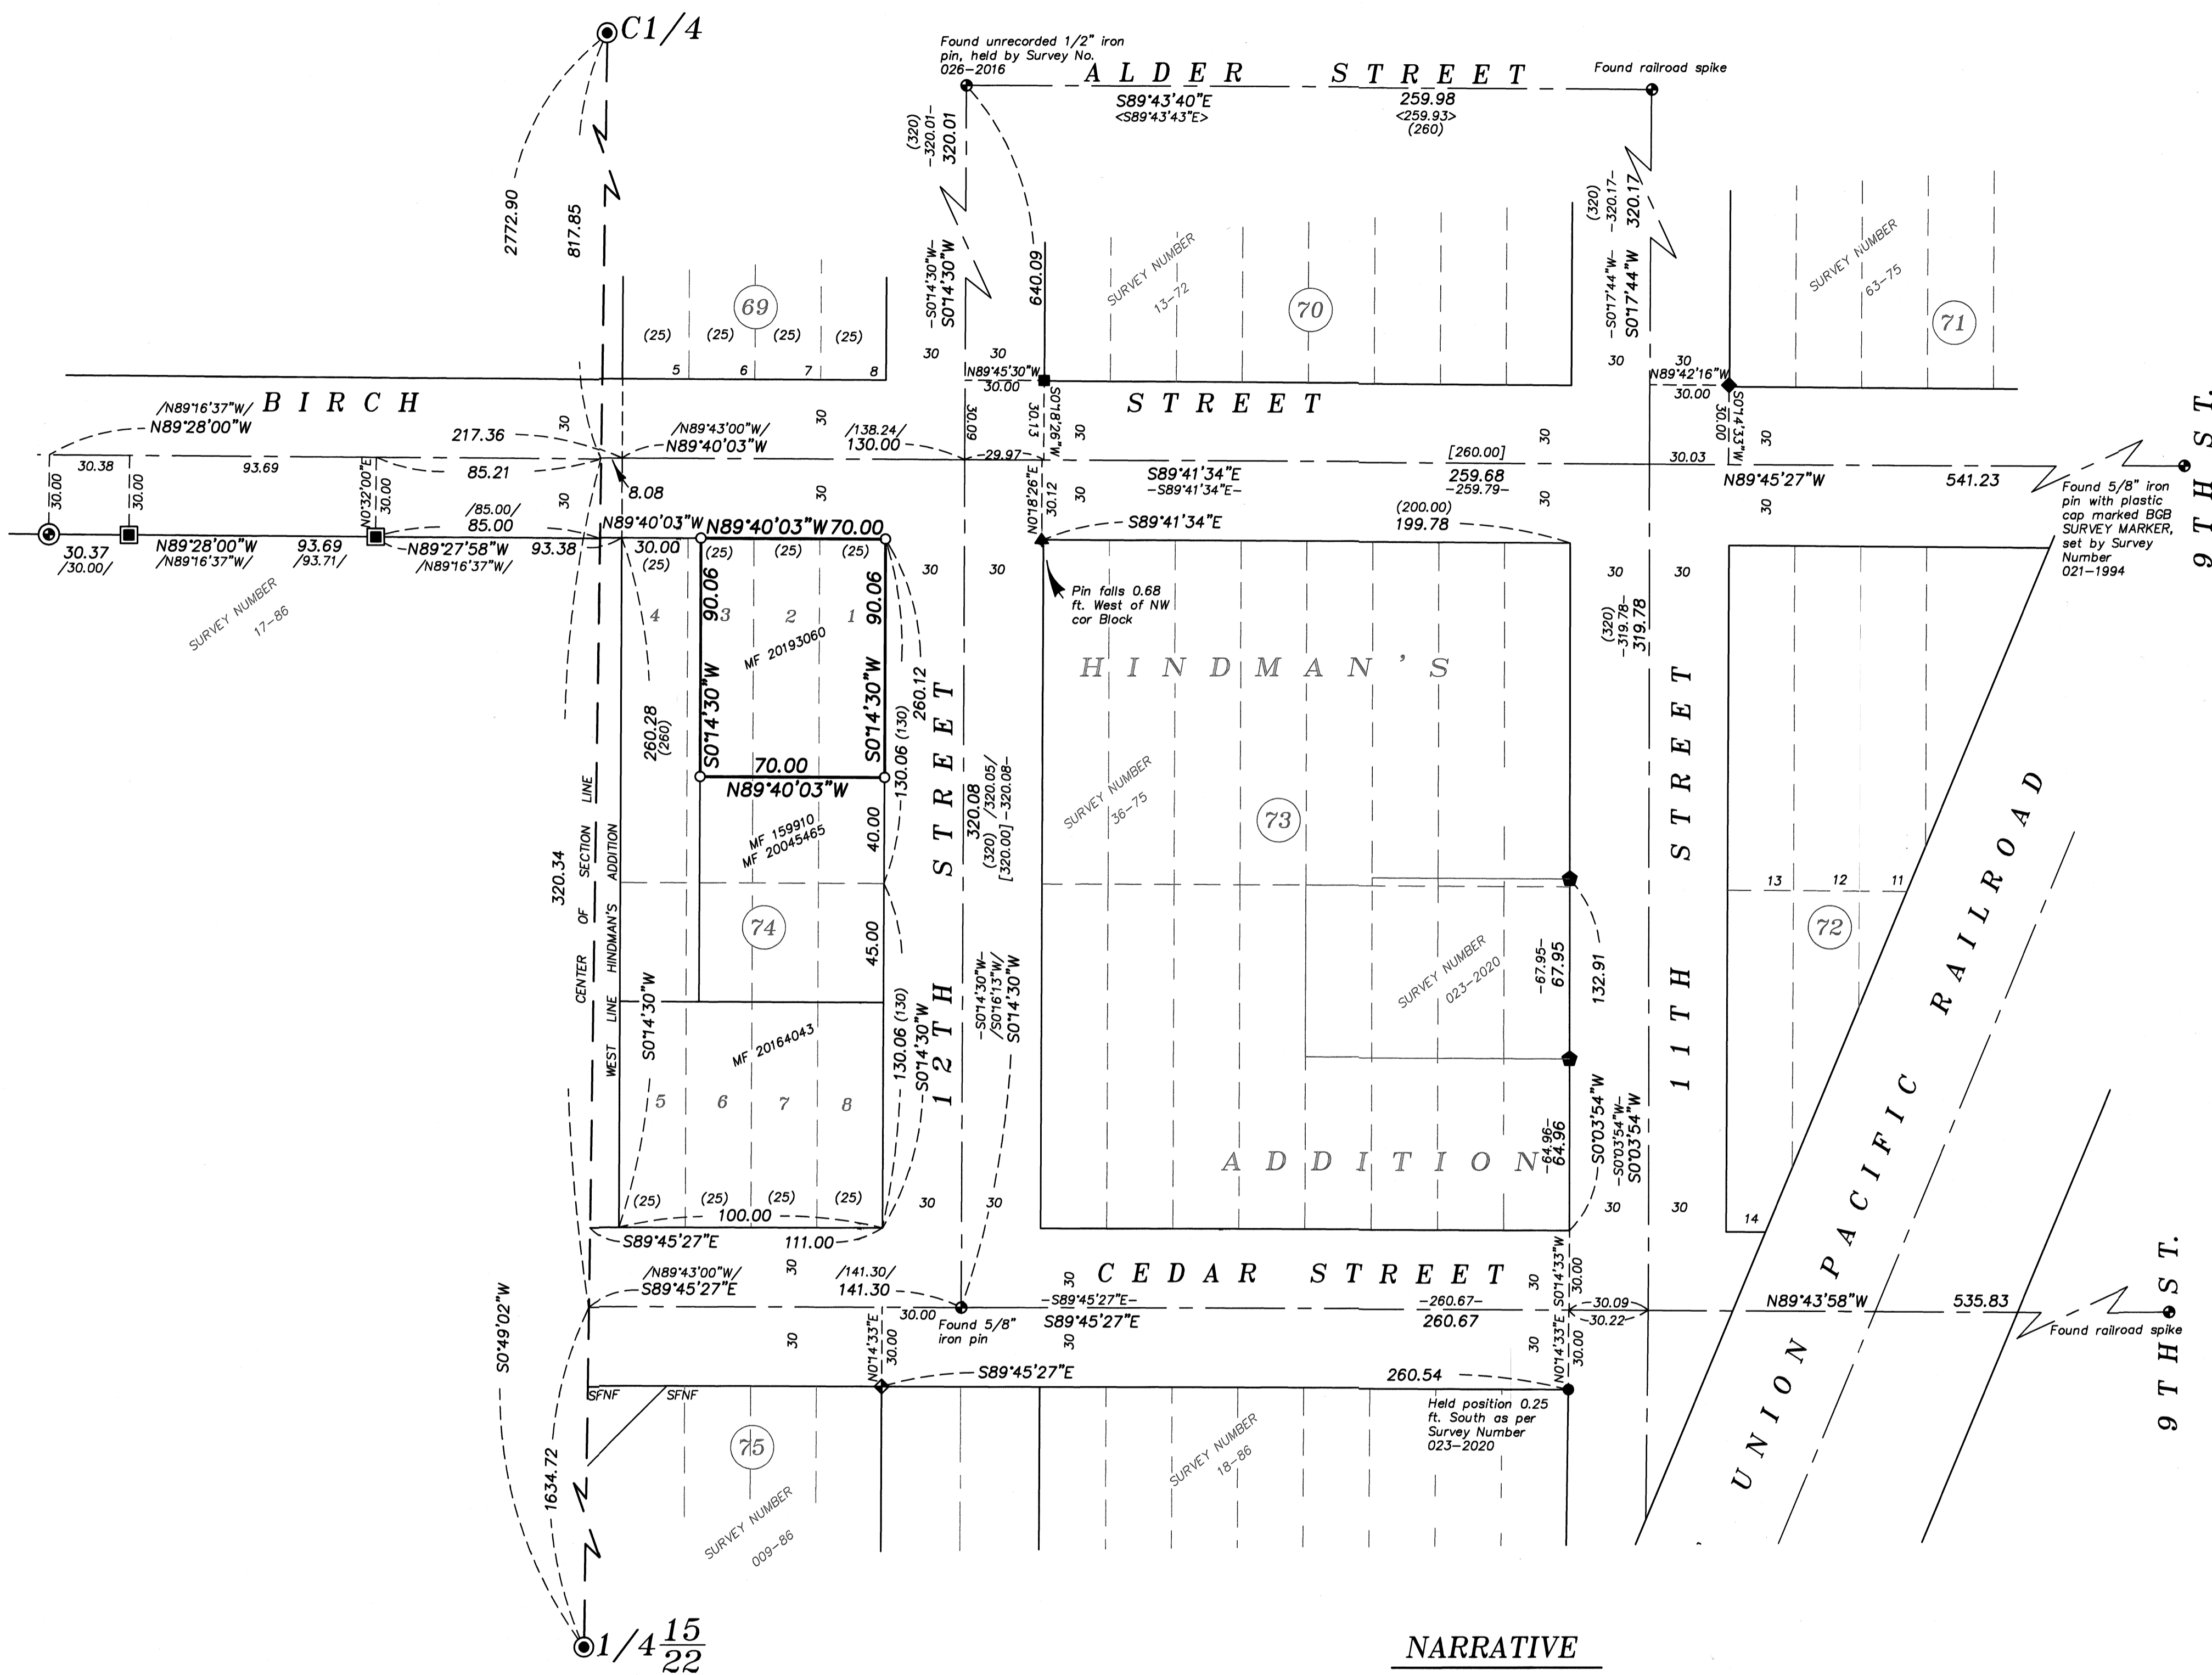 C1/4
Found unrecorded 1/2" iron
pin, held by Survey No.
026-2016
ALDER STREET
Found railroad spike
S89°43'40"E
<S89°43'43"E>
259.98
<259.93>
(260)
(320)
-320.01-
320.01
(320)
-320.17-
320.17
2772.90
817.85
-S0°14'30"W-
S0°14'30"W
640.09
-S0°17'44"W-
S0°17'44"W
SURVEY NUMBER
13-72
SURVEY NUMBER
63-75
69
70
71
(25) (25) (25) (25)
5 6 7 8
30 30
30 30
N89°45'30"W
30.00
N89°42'16"W
30.00
BIRCH
STREET
/N89°16'37"W/
N89°28'00"W
217.36
30
/N89°43'00"W/
N89°40'03"W
30
/138.24/
130.00
30.09
30.13
S0°18'26"W
30
30
S0°14'33"W
30.00
30
30.38
93.69
85.21
-29.97-
S89°41'34"E
-S89°41'34"E-
[260.00]
259.68
-259.79-
30.03
N89°45'27"W
541.23
30.00
30.00
N0°32'00"E
30.00
8.08
30
30
N0°18'26"E
30.12
30
30
30
Found 5/8" iron
pin with plastic
cap marked BGB
SURVEY MARKER,
set by Survey
Number
021-1994
9TH ST.
/85.00/
85.00
N89°40'03"W
N89°40'03"W 70.00
S89°41'34"E
(200.00)
199.78
30.37
/30.00/
N89°28'00"W
/N89°16'37"W/
93.69
/93.71/
N89°27'58"W
/N89°16'37"W/
93.38
30.00
(25)
(25) (25) (25)
30 30
30 30
SURVEY NUMBER
17-86
Pin falls 0.68
ft. West of NW
cor Block
4 3 2 1
90.06
90.06
MF 20193060
S0°14'30"W
S0°14'30"W
260.12
(320)
-319.78-
319.78
HINDMAN'S
260.28
(260)
130.06 (130)
70.00
N89°40'03"W
MF 159910
MF 20045465
40.00
320.08
(320) /320.05/
[320.00] -320.08-
SURVEY NUMBER
36-75
73
12TH STREET
11TH STREET
UNION PACIFIC RAILROAD
320.34
CENTER OF SECTION LINE
WEST LINE HINDMAN'S ADDITION
74
45.00
13 12 11
72
-S0°14'30"W-
/S0°16'13"W/
S0°14'30"W
-67.95-
67.95
132.91
SURVEY NUMBER
023-2020
S0°14'30"W
MF 20164043
130.06 (130)
S0°14'30"W
5 6 7 8
ADDITION
-64.96-
64.96
S0°03'54"W
-S0°03'54"W-
S0°03'54"W
(25) (25) (25) (25)
100.00
30 30
30 30
14
S89°45'27"E
111.00
/N89°43'00"W/
S89°45'27"E
30
/141.30/
141.30
CEDAR STREET
30
30
S0°14'33"W
30.00
-S89°45'27"E-
S89°45'27"E
-260.67-
260.67
30.09
-30.22-
N89°43'58"W
535.83
Found railroad spike
9TH ST.
30.00
Found 5/8"
iron pin
30
N0°14'33"E
30.00
30
30
N0°14'33"E
30.00
S0°49'02"W
S89°45'27"E
260.54
SFNF
SFNF
Held position 0.25
ft. South as per
Survey Number
023-2020
75
SURVEY NUMBER
009-86
SURVEY NUMBER
18-86
1634.72
1/4 15
22
NARRATIVE